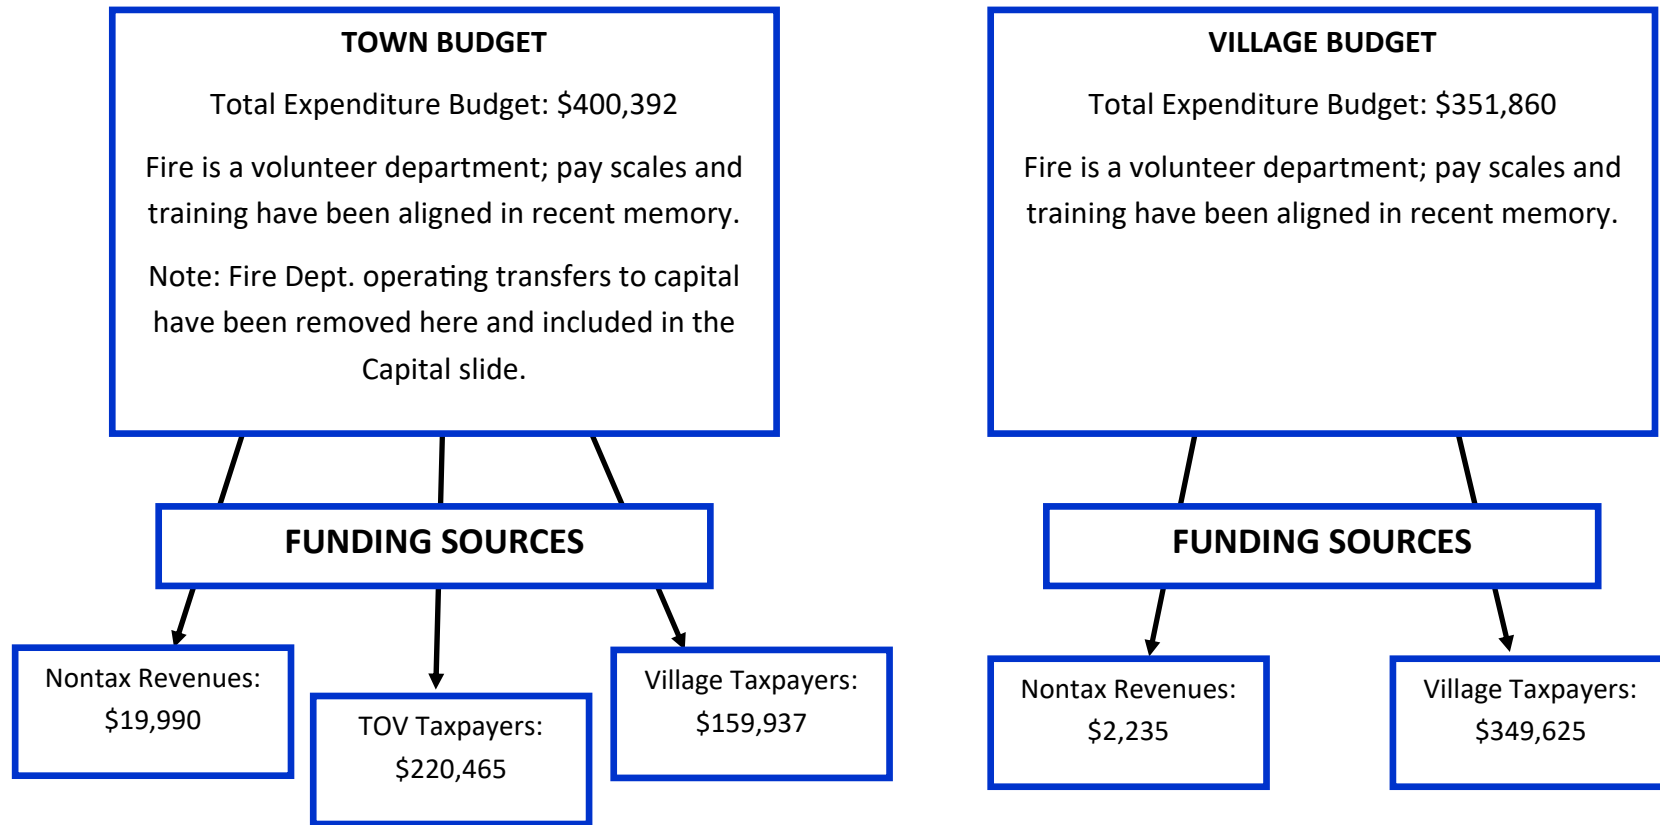 TOWN BUDGET
Total Expenditure Budget: $400,392
Fire is a volunteer department; pay scales and
training have been aligned in recent memory.
Note: Fire Dept. operating transfers to capital
have been removed here and included in the
Capital slide.
FUNDING SOURCES
Nontax Revenues:
$19,990
TOV Taxpayers:
$220,465
Village Taxpayers:
$159,937
VILLAGE BUDGET
Total Expenditure Budget: $351,860
Fire is a volunteer department; pay scales and
training have been aligned in recent memory.
FUNDING SOURCES
Nontax Revenues:
$2,235
Village Taxpayers:
$349,625